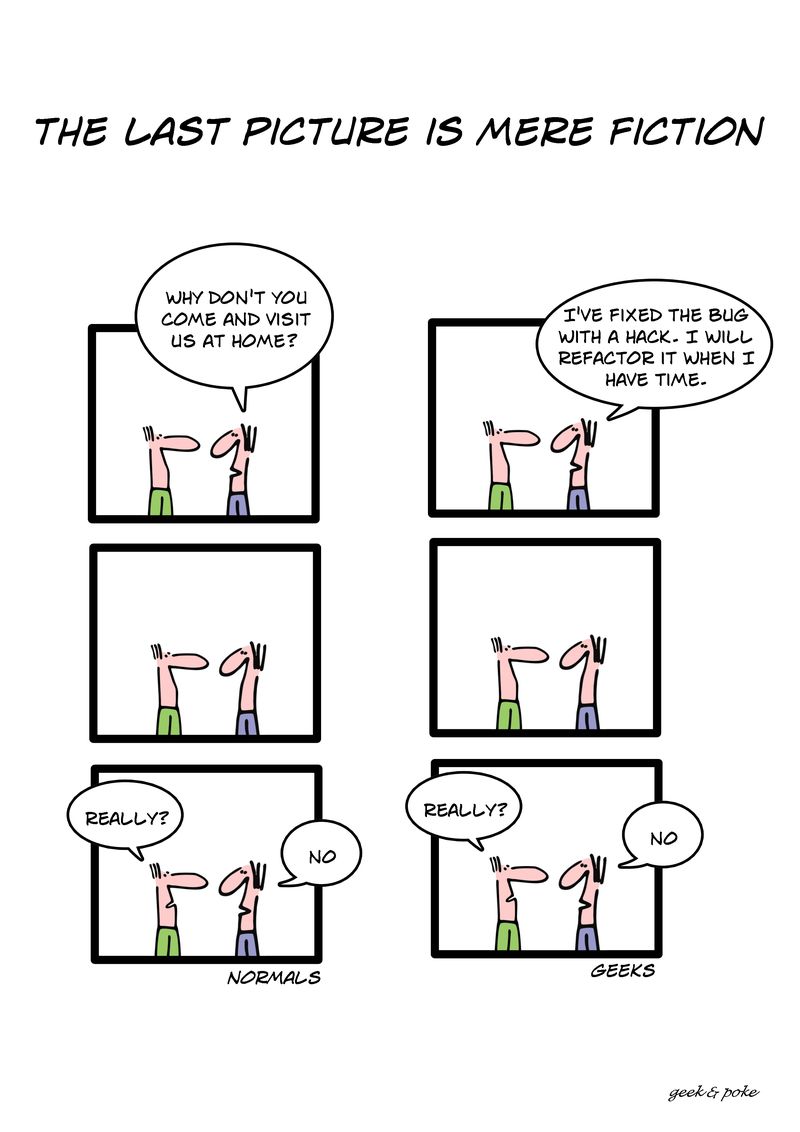 THE LAST PICTURE IS MERE FICTION
WHY DON'T YOU
COME AND VISIT
US AT HOME?
REALLY?
NO
NORMALS
I'VE FIXED THE BUG
WITH A HACK. I WILL
REFACTOR IT WHEN I
HAVE TIME.
REALLY?
NO
GEEKS
geek & poke